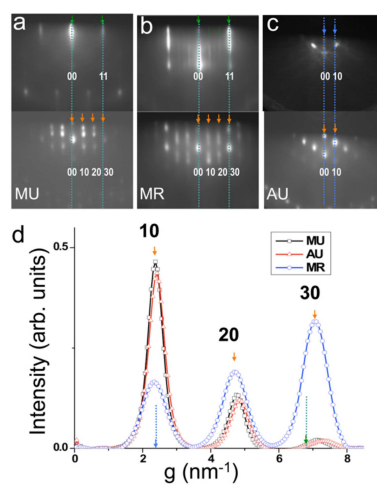 a b c
00 11 00 11 00 10
00 10 20 30 00 10 20 30 00 10
MU MR AU
d
10
20
30
MU
AU
MR
0.5
0.0
0 2 4 6 8
Intensity (arb. units)
g (nm⁻¹)